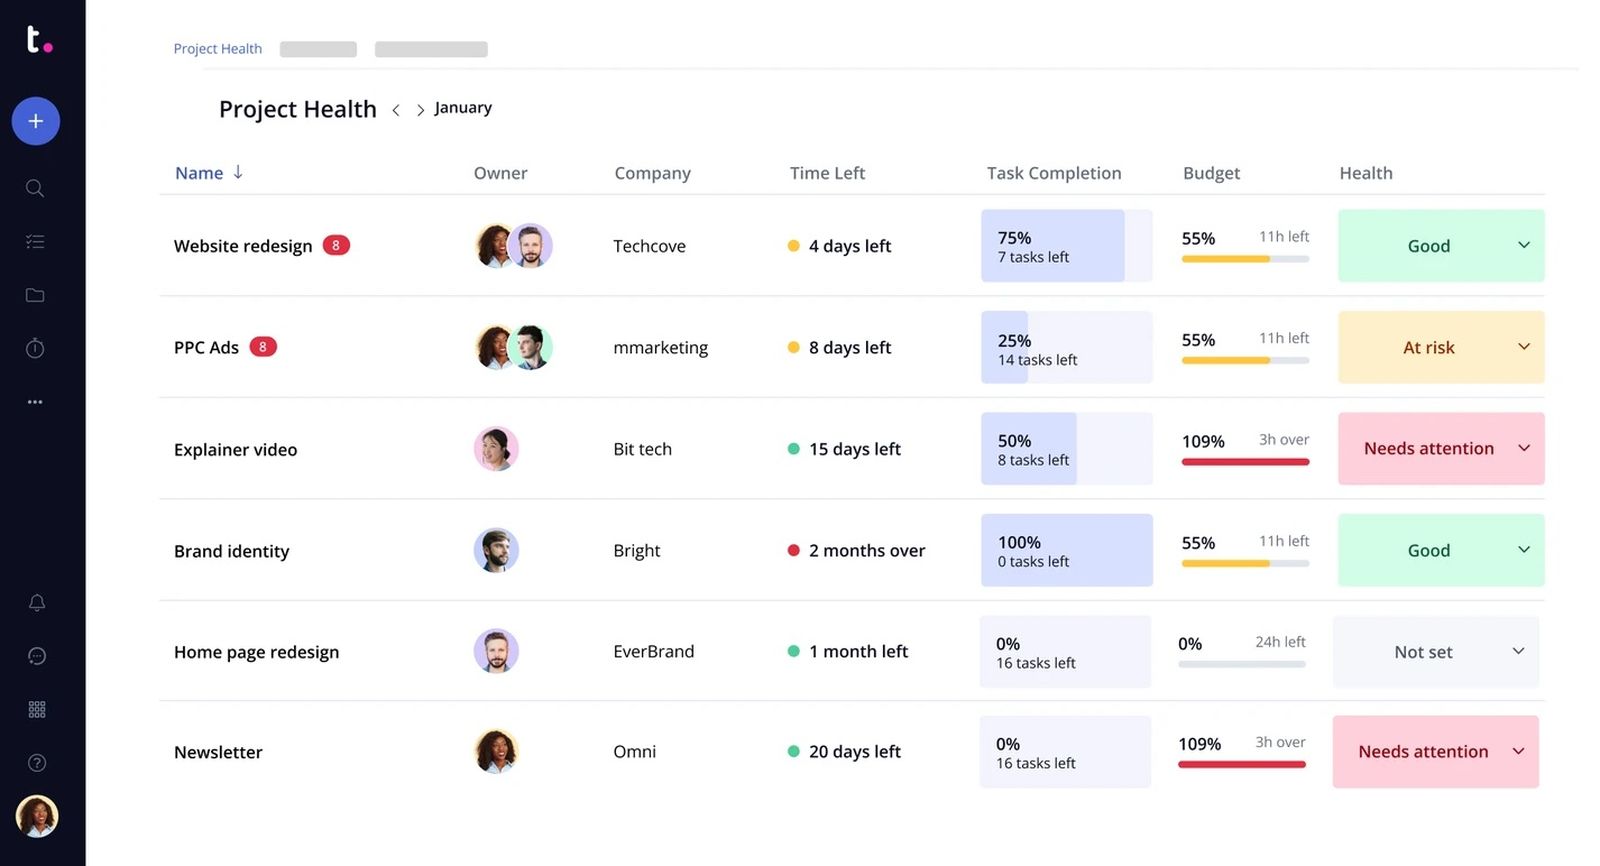 t.
Project Health
Project Health January
Name Owner Company Time Left Task Completion Budget Health
Website redesign 8 Techcove 4 days left 75% 7 tasks left 55% 11h left Good
PPC Ads 8 mmarketing 8 days left 25% 14 tasks left 55% 11h left At risk
Explainer video Bit tech 15 days left 50% 8 tasks left 109% 3h over Needs attention
Brand identity Bright 2 months over 100% 0 tasks left 55% 11h left Good
Home page redesign EverBrand 1 month left 0% 16 tasks left 0% 24h left Not set
Newsletter Omni 20 days left 0% 16 tasks left 109% 3h over Needs attention